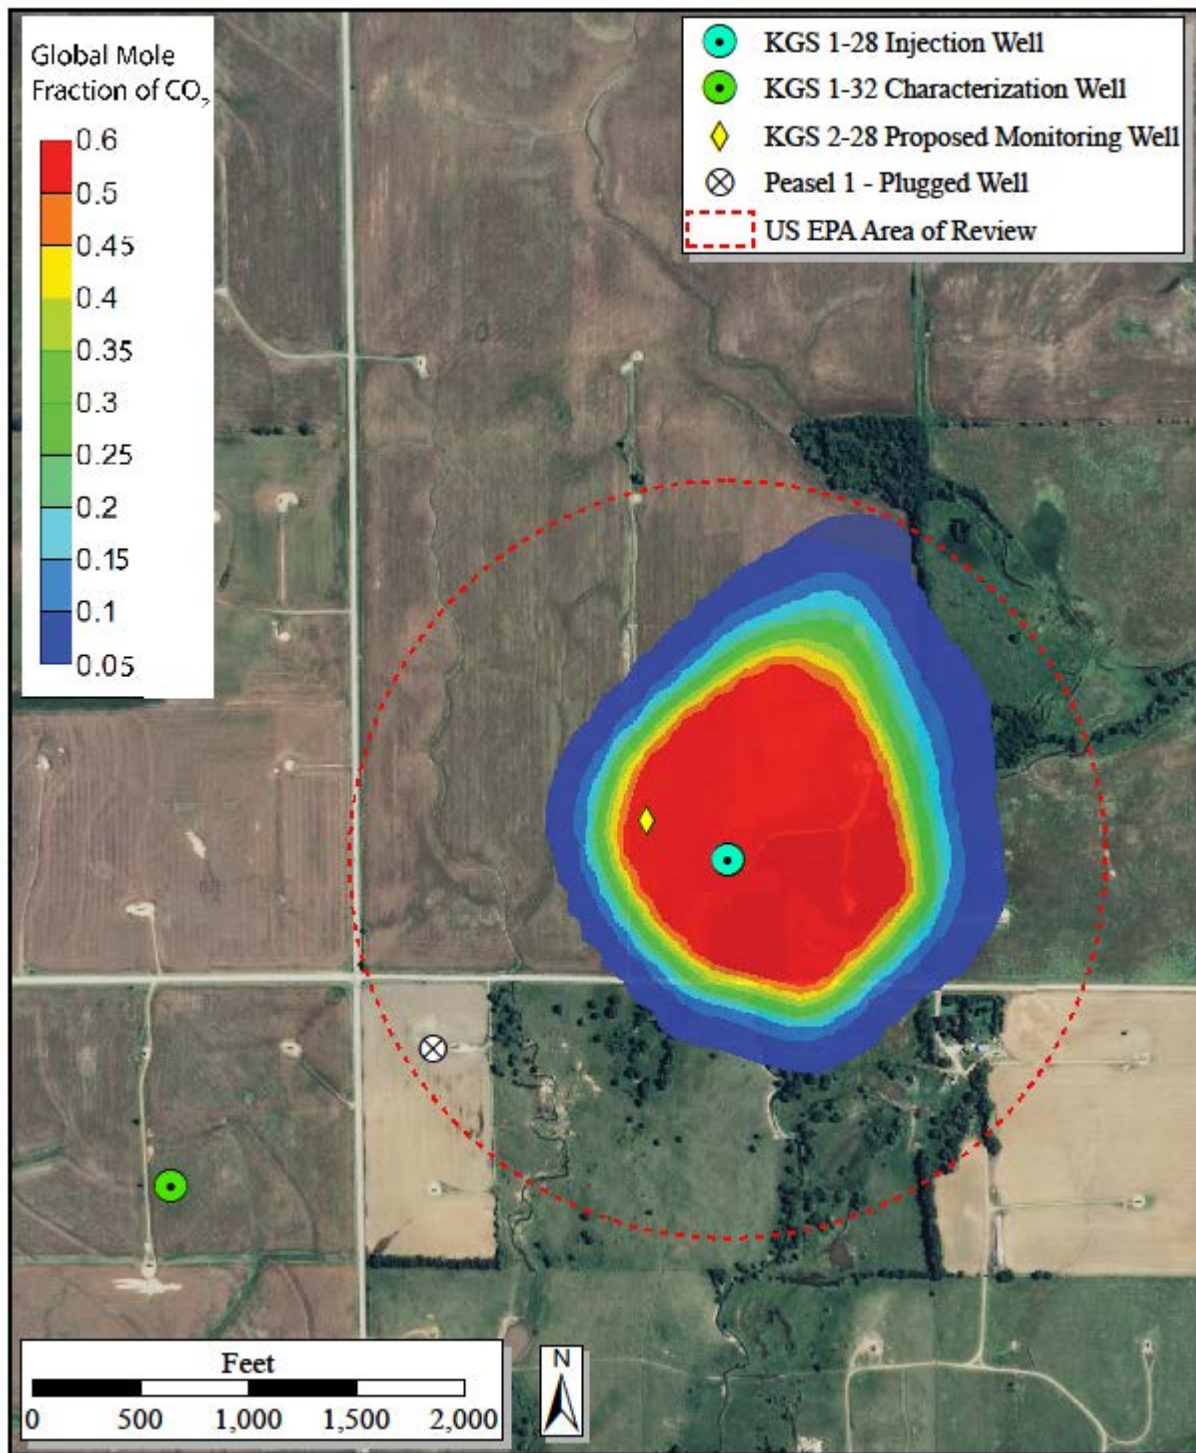 Global Mole
Fraction of CO₂
0.6
0.5
0.45
0.4
0.35
0.3
0.25
0.2
0.15
0.1
0.05
KGS 1-28 Injection Well
KGS 1-32 Characterization Well
KGS 2-28 Proposed Monitoring Well
Peasel 1 - Plugged Well
US EPA Area of Review
Feet
0 500 1,000 1,500 2,000
N